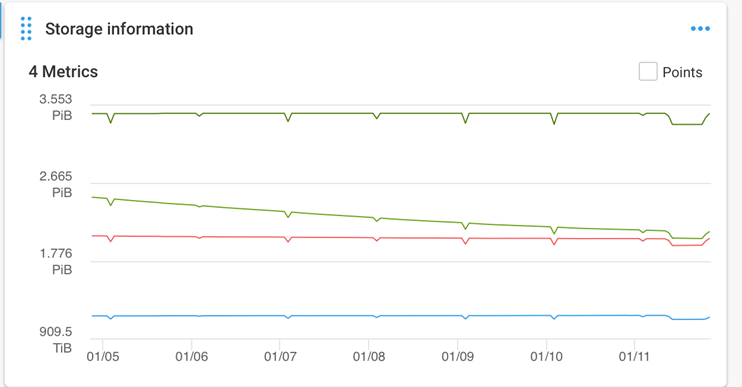 Storage information
4 Metrics
Points
3.553
PiB
2.665
PiB
1.776
PiB
909.5
TiB
01/05 01/06 01/07 01/08 01/09 01/10 01/11